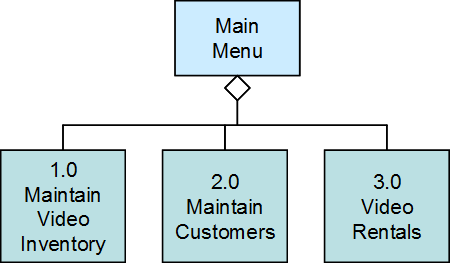 Main
Menu
1.0
Maintain
Video
Inventory
2.0
Maintain
Customers
3.0
Video
Rentals